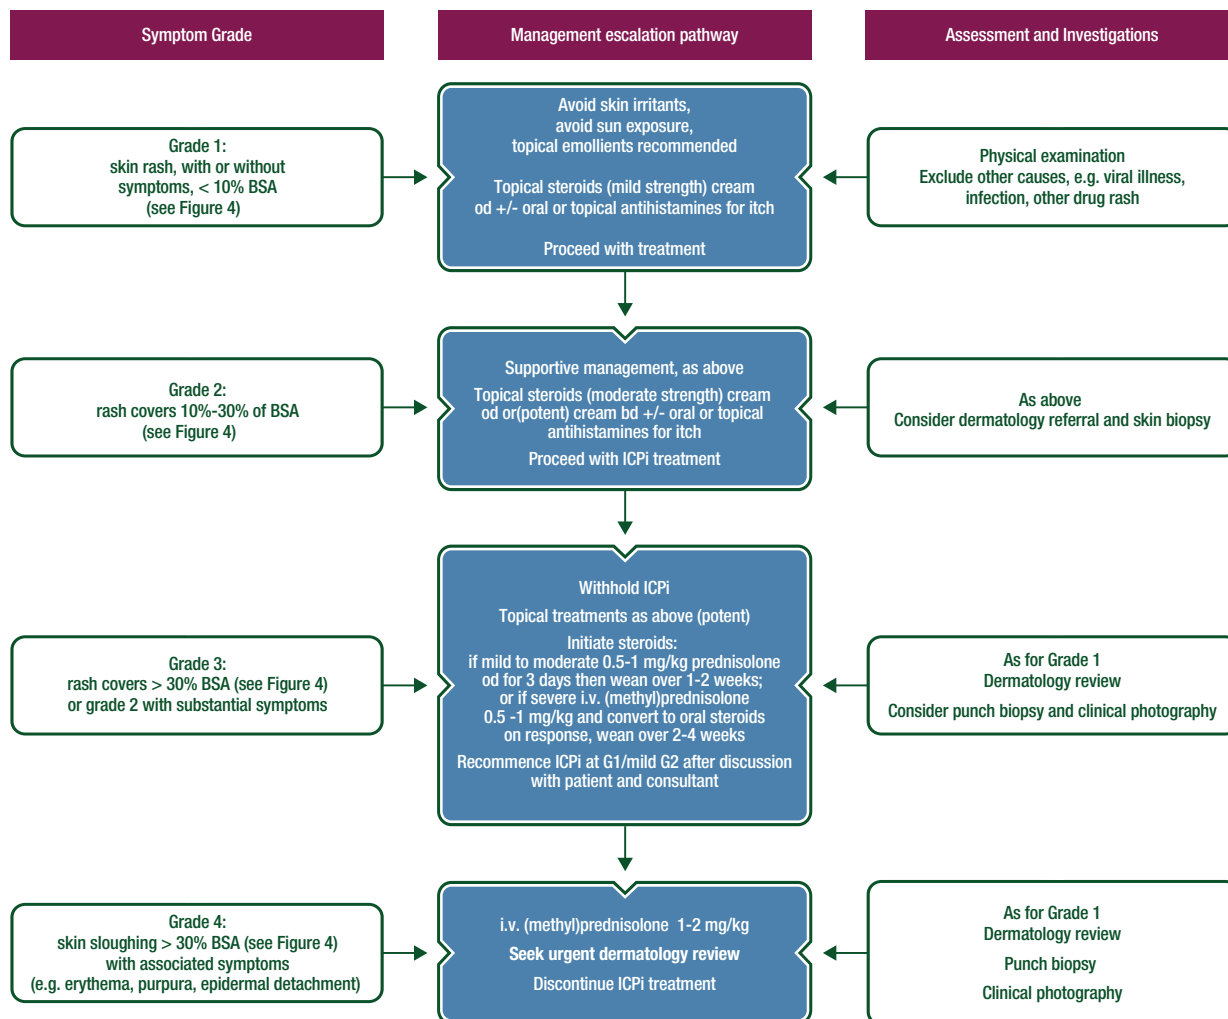 Symptom Grade
Management escalation pathway
Assessment and Investigations
Grade 1:
skin rash, with or without
symptoms, < 10% BSA
(see Figure 4)
Avoid skin irritants,
avoid sun exposure,
topical emollients recommended
Topical steroids (mild strength) cream
od +/- oral or topical antihistamines for itch
Proceed with treatment
Physical examination
Exclude other causes, e.g. viral illness,
infection, other drug rash
Grade 2:
rash covers 10%-30% of BSA
(see Figure 4)
Supportive management, as above
Topical steroids (moderate strength) cream
od or(potent) cream bd +/- oral or topical
antihistamines for itch
Proceed with ICPi treatment
As above
Consider dermatology referral and skin biopsy
Grade 3:
rash covers > 30% BSA (see Figure 4)
or grade 2 with substantial symptoms
Withhold ICPi
Topical treatments as above (potent)
Initiate steroids:
if mild to moderate 0.5-1 mg/kg prednisolone
od for 3 days then wean over 1-2 weeks;
or if severe i.v. (methyl)prednisolone
0.5 -1 mg/kg and convert to oral steroids
on response, wean over 2-4 weeks
Recommence ICPi at G1/mild G2 after discussion
with patient and consultant
As for Grade 1
Dermatology review
Consider punch biopsy and clinical photography
Grade 4:
skin sloughing > 30% BSA (see Figure 4)
with associated symptoms
(e.g. erythema, purpura, epidermal detachment)
i.v. (methyl)prednisolone 1-2 mg/kg
Seek urgent dermatology review
Discontinue ICPi treatment
As for Grade 1
Dermatology review
Punch biopsy
Clinical photography